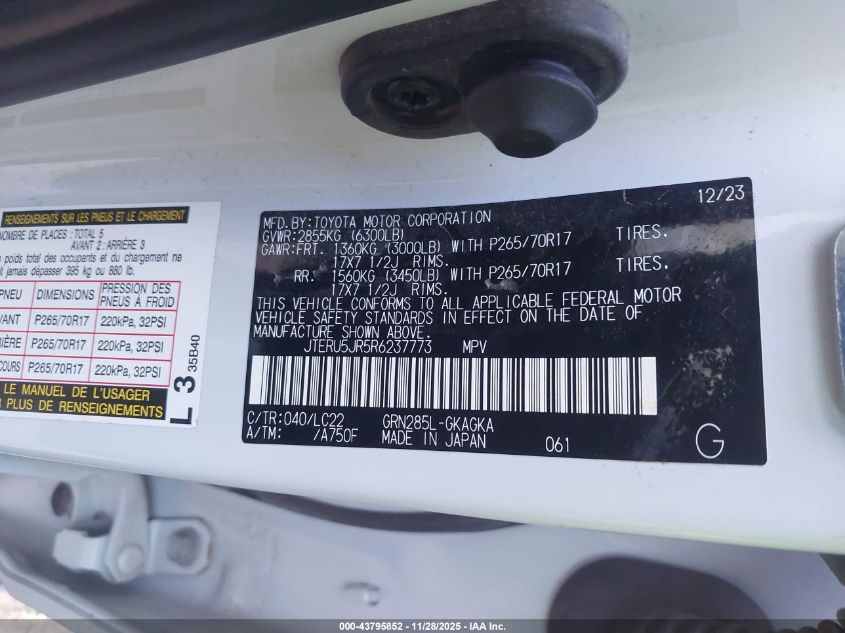 RENSEIGNEMENTS SUR LES PNEUS ET LE CHARGEMENT
NOMBRE DE PLACES : TOTAL 5
AVANT 2 : ARRIÈRE 3
poids total des occupants et du chargement ne
jamais dépasser 395 kg ou 880 lb.
PNEU DIMENSIONS PRESSION DES PNEUS À FROID
P265/70R17 220kPa, 32PSI
P265/70R17 220kPa, 32PSI
P265/70R17 220kPa, 32PSI
LE MANUEL DE L'USAGER
PLUS DE RENSEIGNEMENTS
L 3 35B40
12/23
MFD.BY:TOYOTA MOTOR CORPORATION
GVWR:2855KG (6300LB)
GAWR:FRT. 1360KG (3000LB) WITH P265/70R17 TIRES.
17X7 1/2J RIMS.
RR. 1560KG (3450LB) WITH P265/70R17 TIRES.
17X7 1/2J RIMS.
THIS VEHICLE CONFORMS TO ALL APPLICABLE FEDERAL MOTOR
VEHICLE SAFETY STANDARDS IN EFFECT ON THE DATE OF
MANUFACTURE SHOWN ABOVE.
JTERU5JR5R6237773 MPV
C/TR:040/LC22 GRN285L-GKAGKA
A/TM: /A750F MADE IN JAPAN 061 G
000-43795852 | 11/28/2025 - IAA Inc.